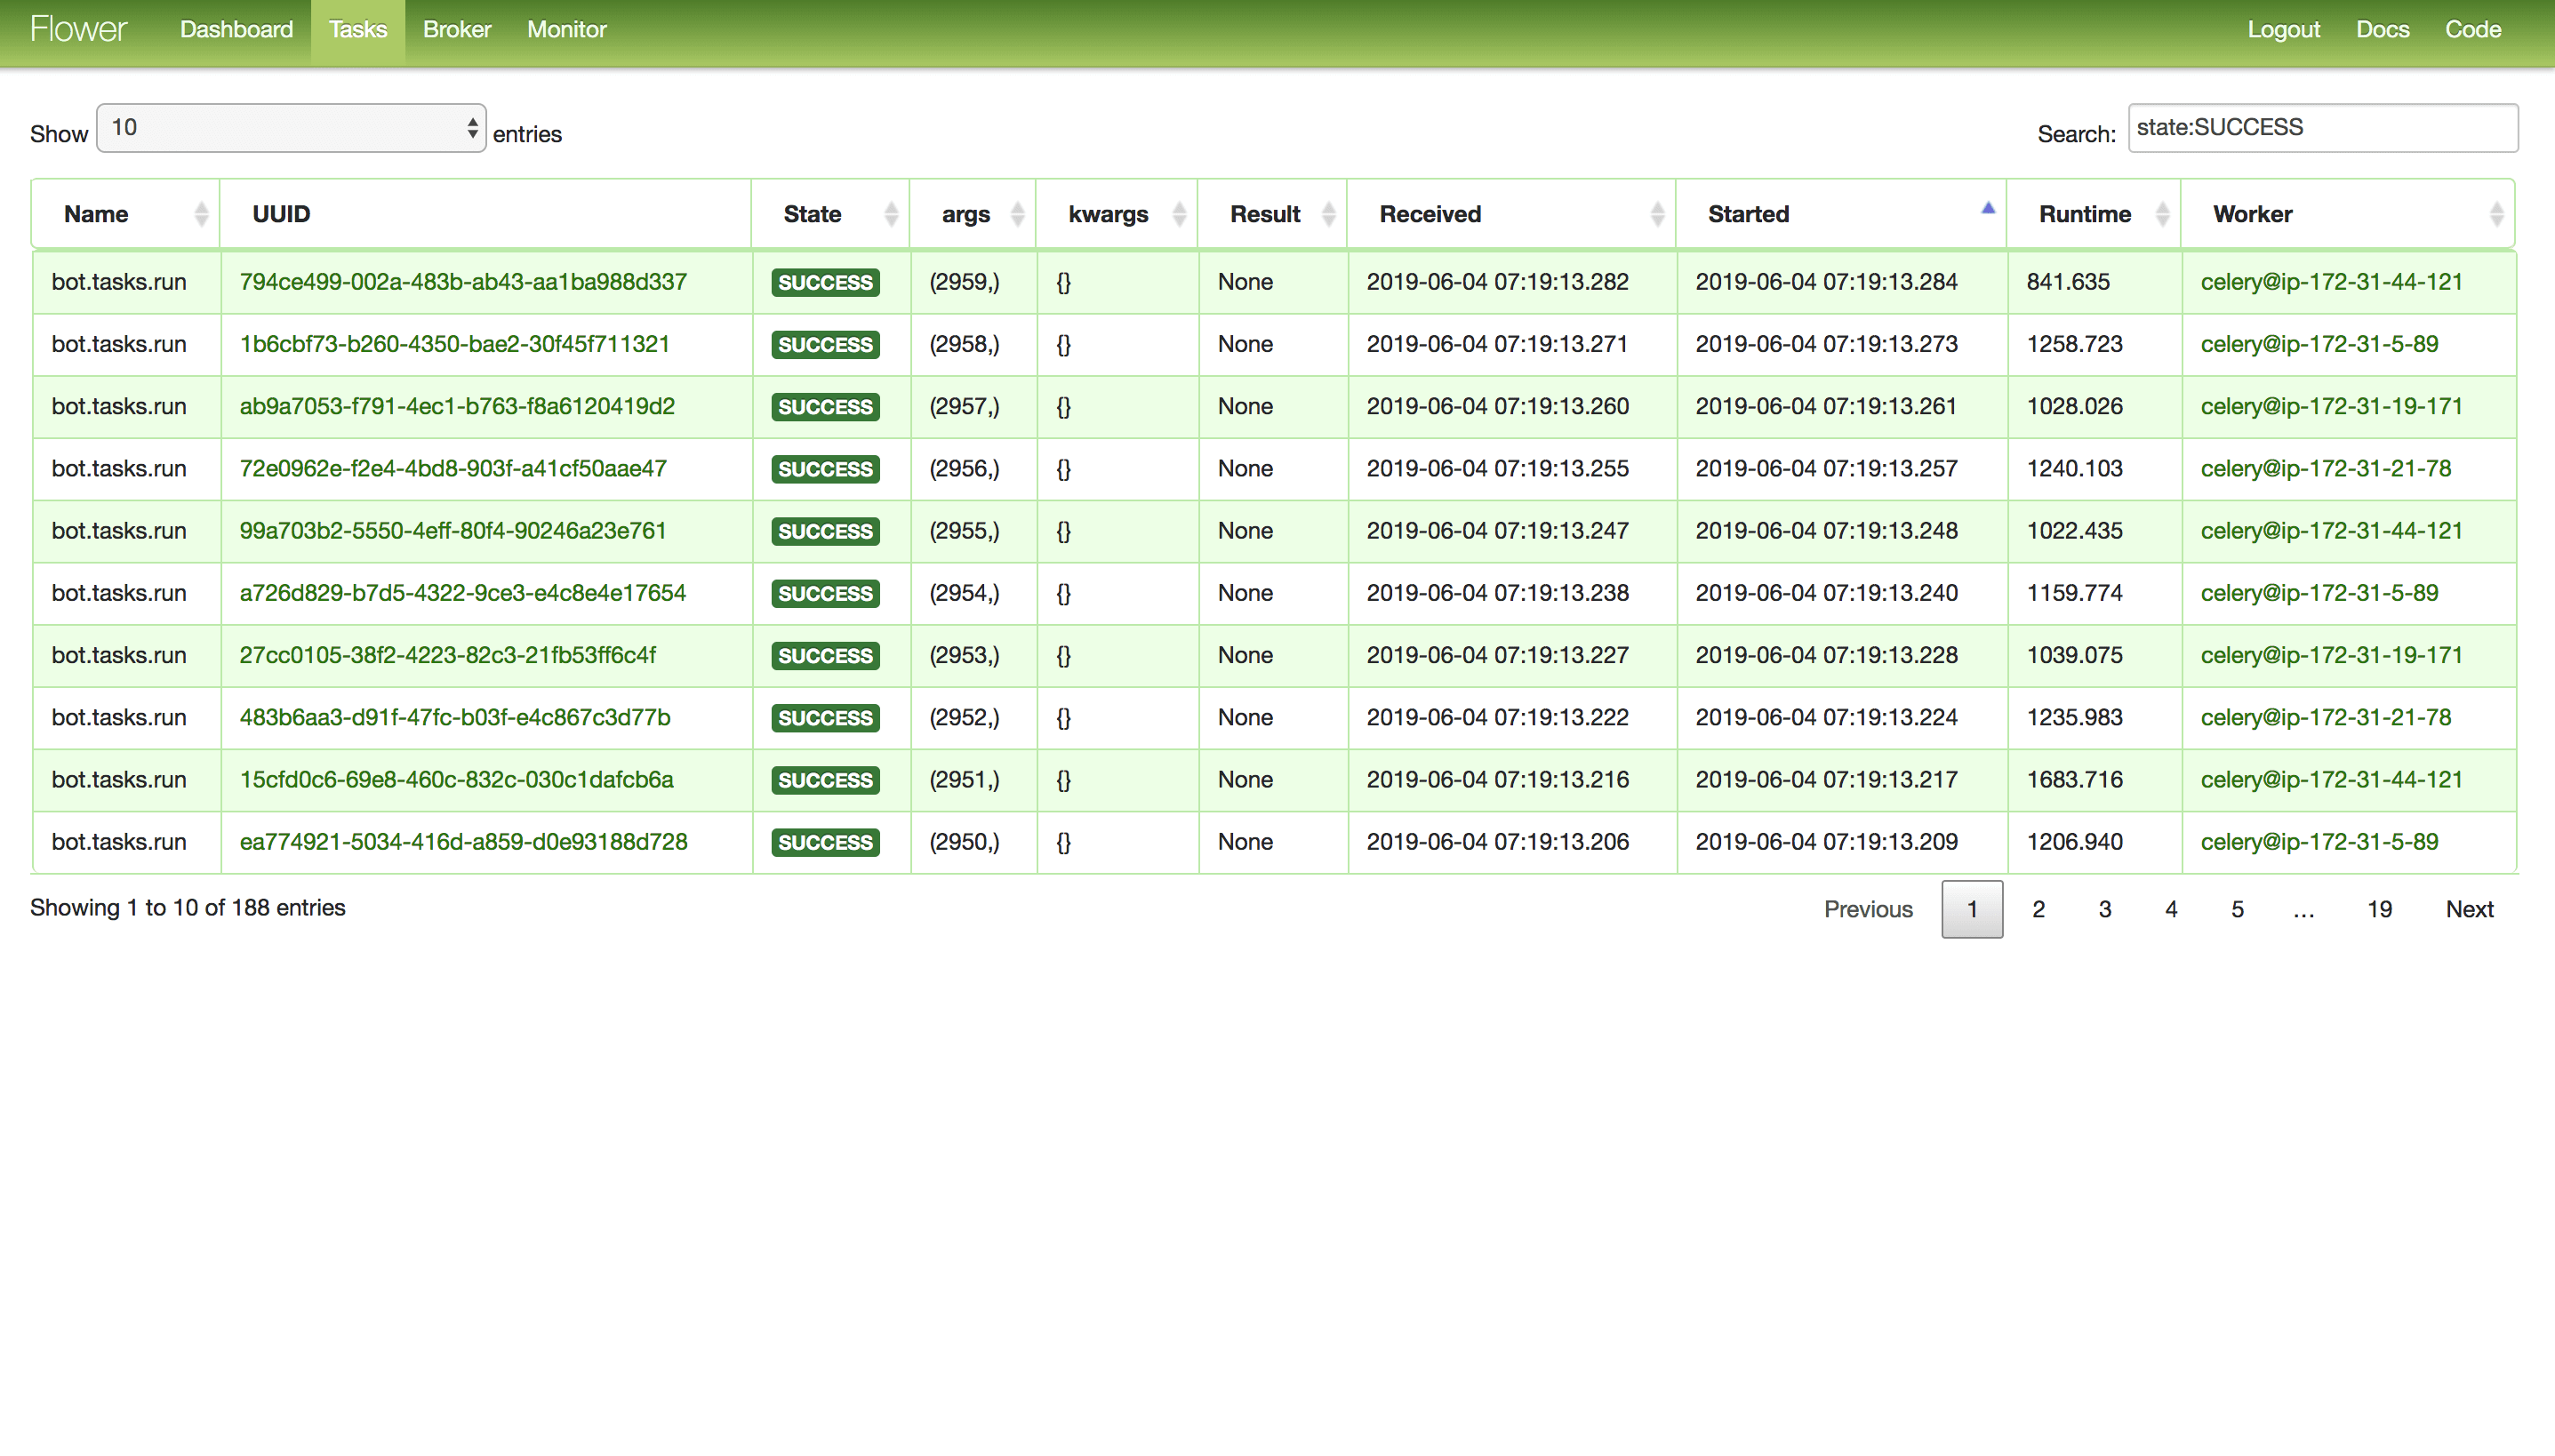 Flower Dashboard Tasks Broker Monitor Logout Docs Code
Show 10 entries Search: state:SUCCESS
Name UUID State args kwargs Result Received Started Runtime Worker
bot.tasks.run 794ce499-002a-483b-ab43-aa1ba988d337 SUCCESS (2959,) {} None 2019-06-04 07:19:13.282 2019-06-04 07:19:13.284 841.635 celery@ip-172-31-44-121
bot.tasks.run 1b6cbf73-b260-4350-bae2-30f45f711321 SUCCESS (2958,) {} None 2019-06-04 07:19:13.271 2019-06-04 07:19:13.273 1258.723 celery@ip-172-31-5-89
bot.tasks.run ab9a7053-f791-4ec1-b763-f8a6120419d2 SUCCESS (2957,) {} None 2019-06-04 07:19:13.260 2019-06-04 07:19:13.261 1028.026 celery@ip-172-31-19-171
bot.tasks.run 72e0962e-f2e4-4bd8-903f-a41cf50aae47 SUCCESS (2956,) {} None 2019-06-04 07:19:13.255 2019-06-04 07:19:13.257 1240.103 celery@ip-172-31-21-78
bot.tasks.run 99a703b2-5550-4eff-80f4-90246a23e761 SUCCESS (2955,) {} None 2019-06-04 07:19:13.247 2019-06-04 07:19:13.248 1022.435 celery@ip-172-31-44-121
bot.tasks.run a726d829-b7d5-4322-9ce3-e4c8e4e17654 SUCCESS (2954,) {} None 2019-06-04 07:19:13.238 2019-06-04 07:19:13.240 1159.774 celery@ip-172-31-5-89
bot.tasks.run 27cc0105-38f2-4223-82c3-21fb53ff6c4f SUCCESS (2953,) {} None 2019-06-04 07:19:13.227 2019-06-04 07:19:13.228 1039.075 celery@ip-172-31-19-171
bot.tasks.run 483b6aa3-d91f-47fc-b03f-e4c867c3d77b SUCCESS (2952,) {} None 2019-06-04 07:19:13.222 2019-06-04 07:19:13.224 1235.983 celery@ip-172-31-21-78
bot.tasks.run 15cfd0c6-69e8-460c-832c-030c1dafcb6a SUCCESS (2951,) {} None 2019-06-04 07:19:13.216 2019-06-04 07:19:13.217 1683.716 celery@ip-172-31-44-121
bot.tasks.run ea774921-5034-416d-a859-d0e93188d728 SUCCESS (2950,) {} None 2019-06-04 07:19:13.206 2019-06-04 07:19:13.209 1206.940 celery@ip-172-31-5-89
Showing 1 to 10 of 188 entries Previous 1 2 3 4 5 … 19 Next